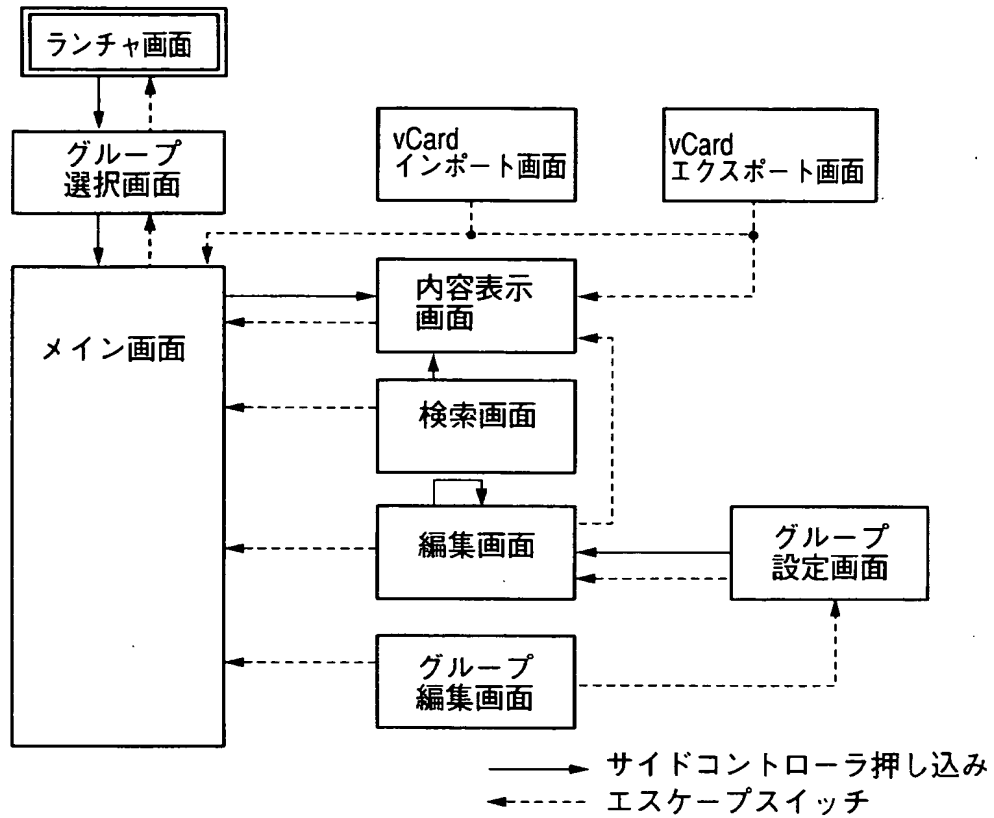 ランチャ画面
グループ
選択画面
vCard
インポート画面
vCard
エクスポート画面
メイン画面
内容表示
画面
検索画面
編集画面
グループ
設定画面
グループ
編集画面
サイドコントローラ押し込み
エスケープスイッチ